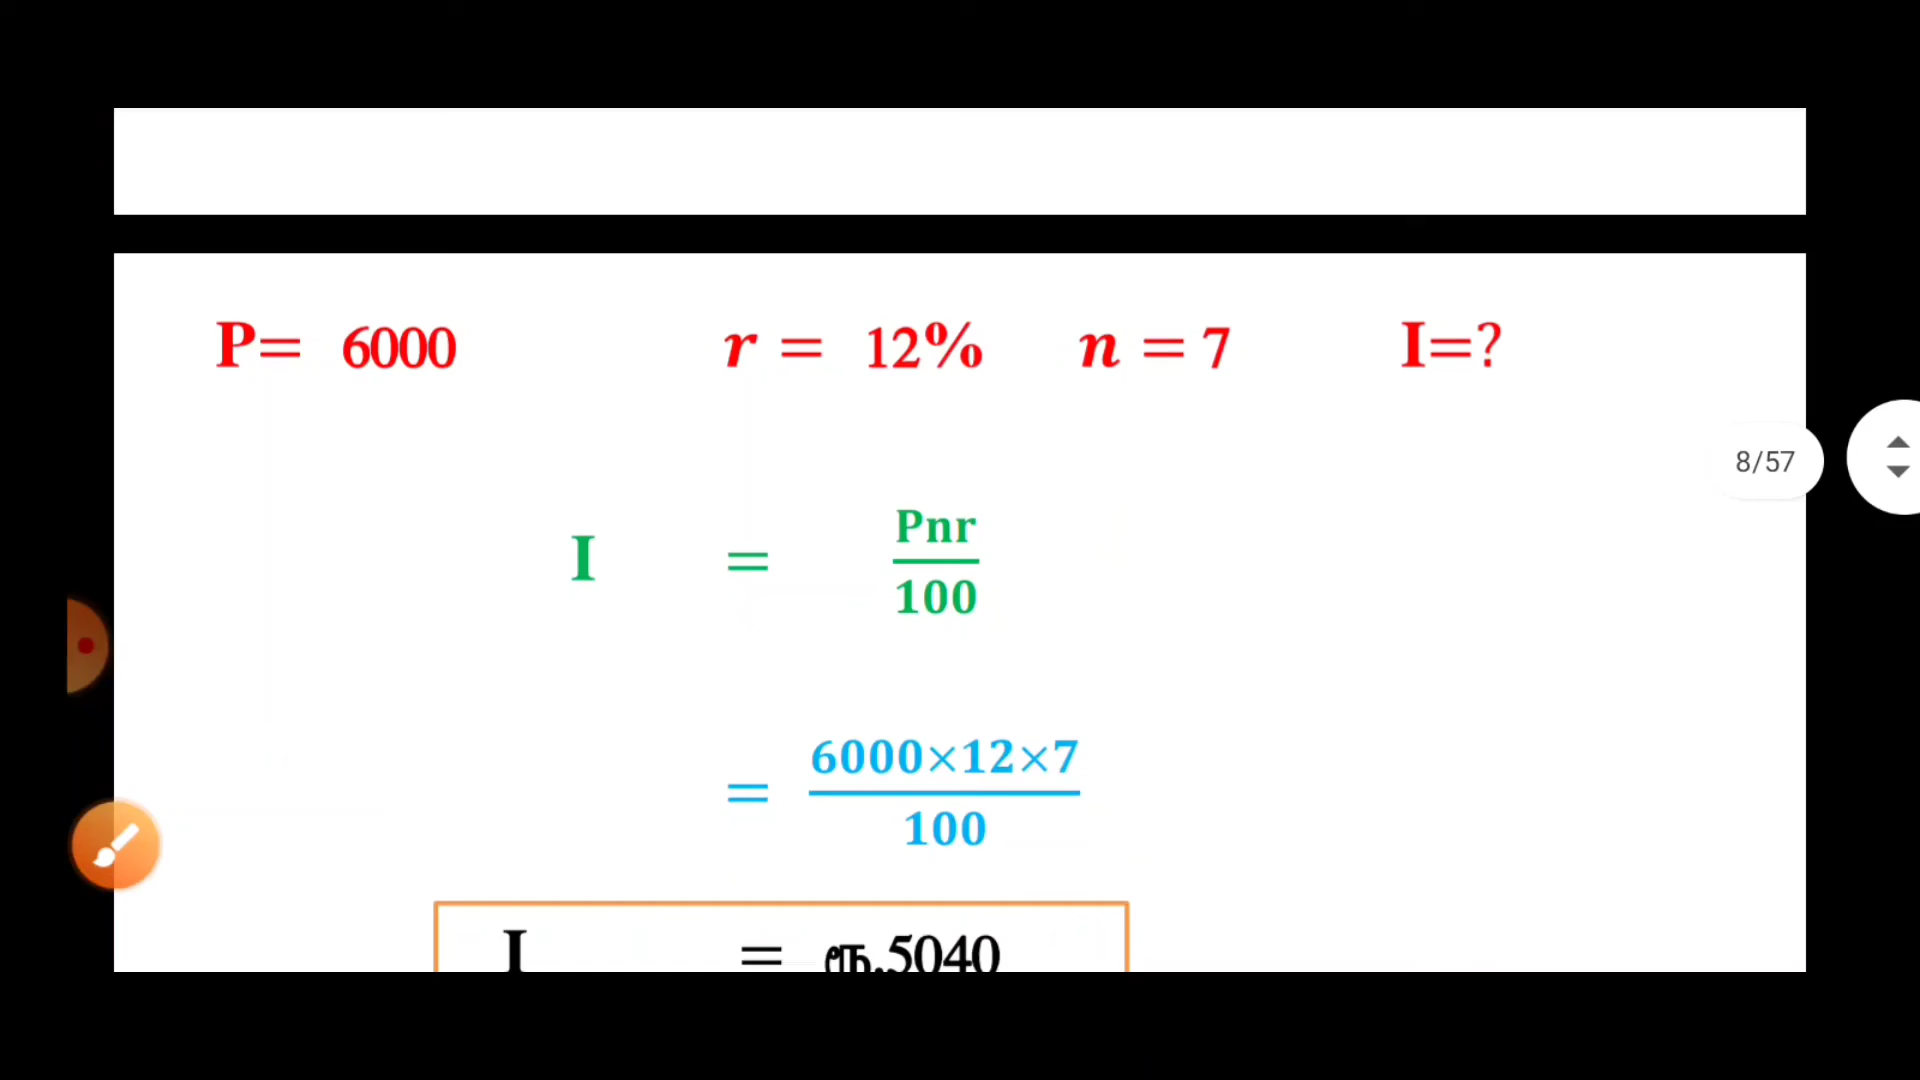 P= 6000 r = 12% n = 7 I=?
8/57
I = Pnr/100
= 6000×12×7/100
I = ரூ.5040